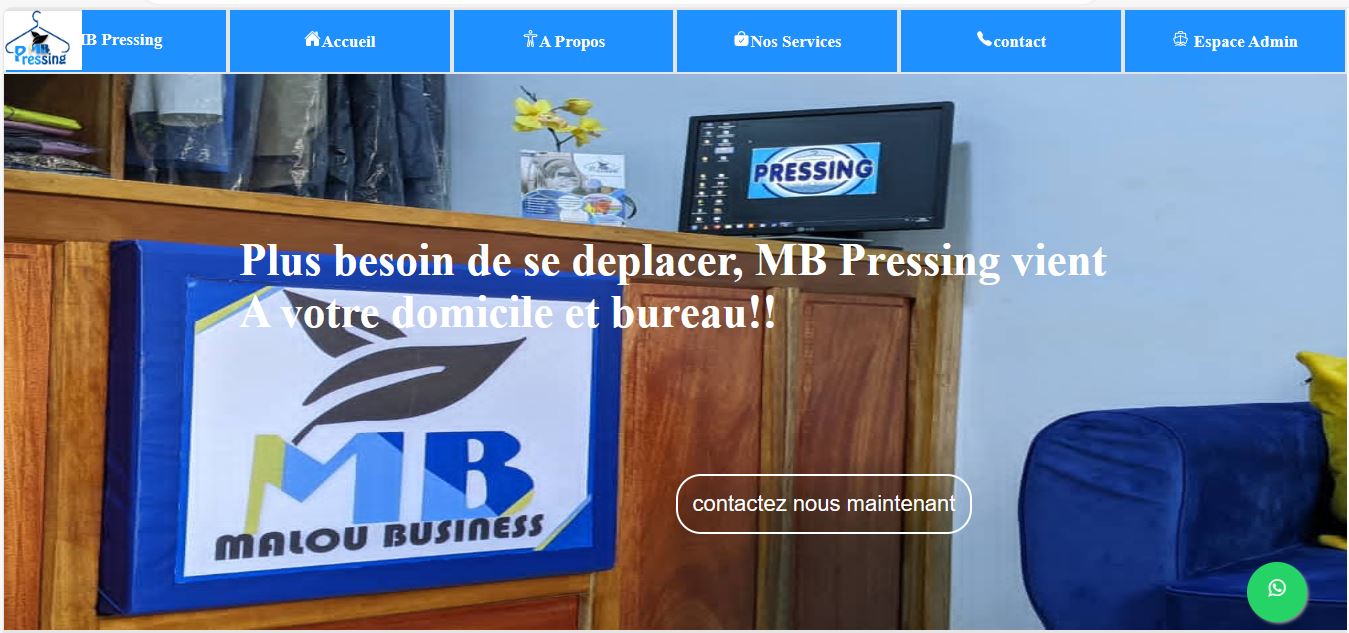 MB
Pressing
IB Pressing
Accueil
A Propos
Nos Services
contact
Espace Admin
PRESSING
Plus besoin de se deplacer, MB Pressing vient
A votre domicile et bureau!!
MB
MALOU BUSINESS
contactez nous maintenant